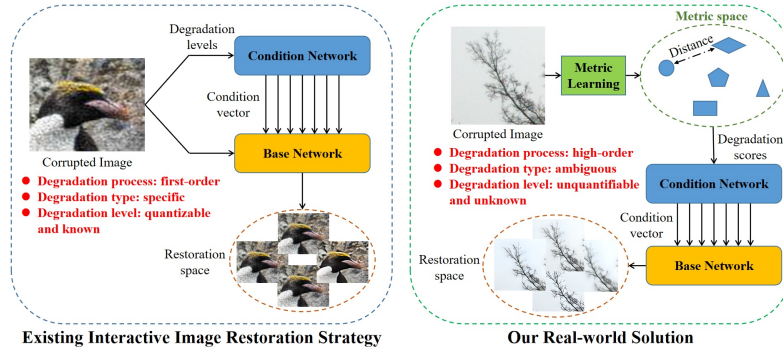 Degradation
levels
Condition Network
Condition
vector
Base Network
Corrupted Image
Degradation process: first-order
Degradation type: specific
Degradation level: quantizable
and known
Restoration
space
Existing Interactive Image Restoration Strategy
Metric space
Metric
Learning
Distance
Corrupted Image
Degradation process: high-order
Degradation type: ambiguous
Degradation level: unquantifiable
and unknown
Degradation
scores
Condition Network
Condition
vector
Base Network
Restoration
space
Our Real-world Solution